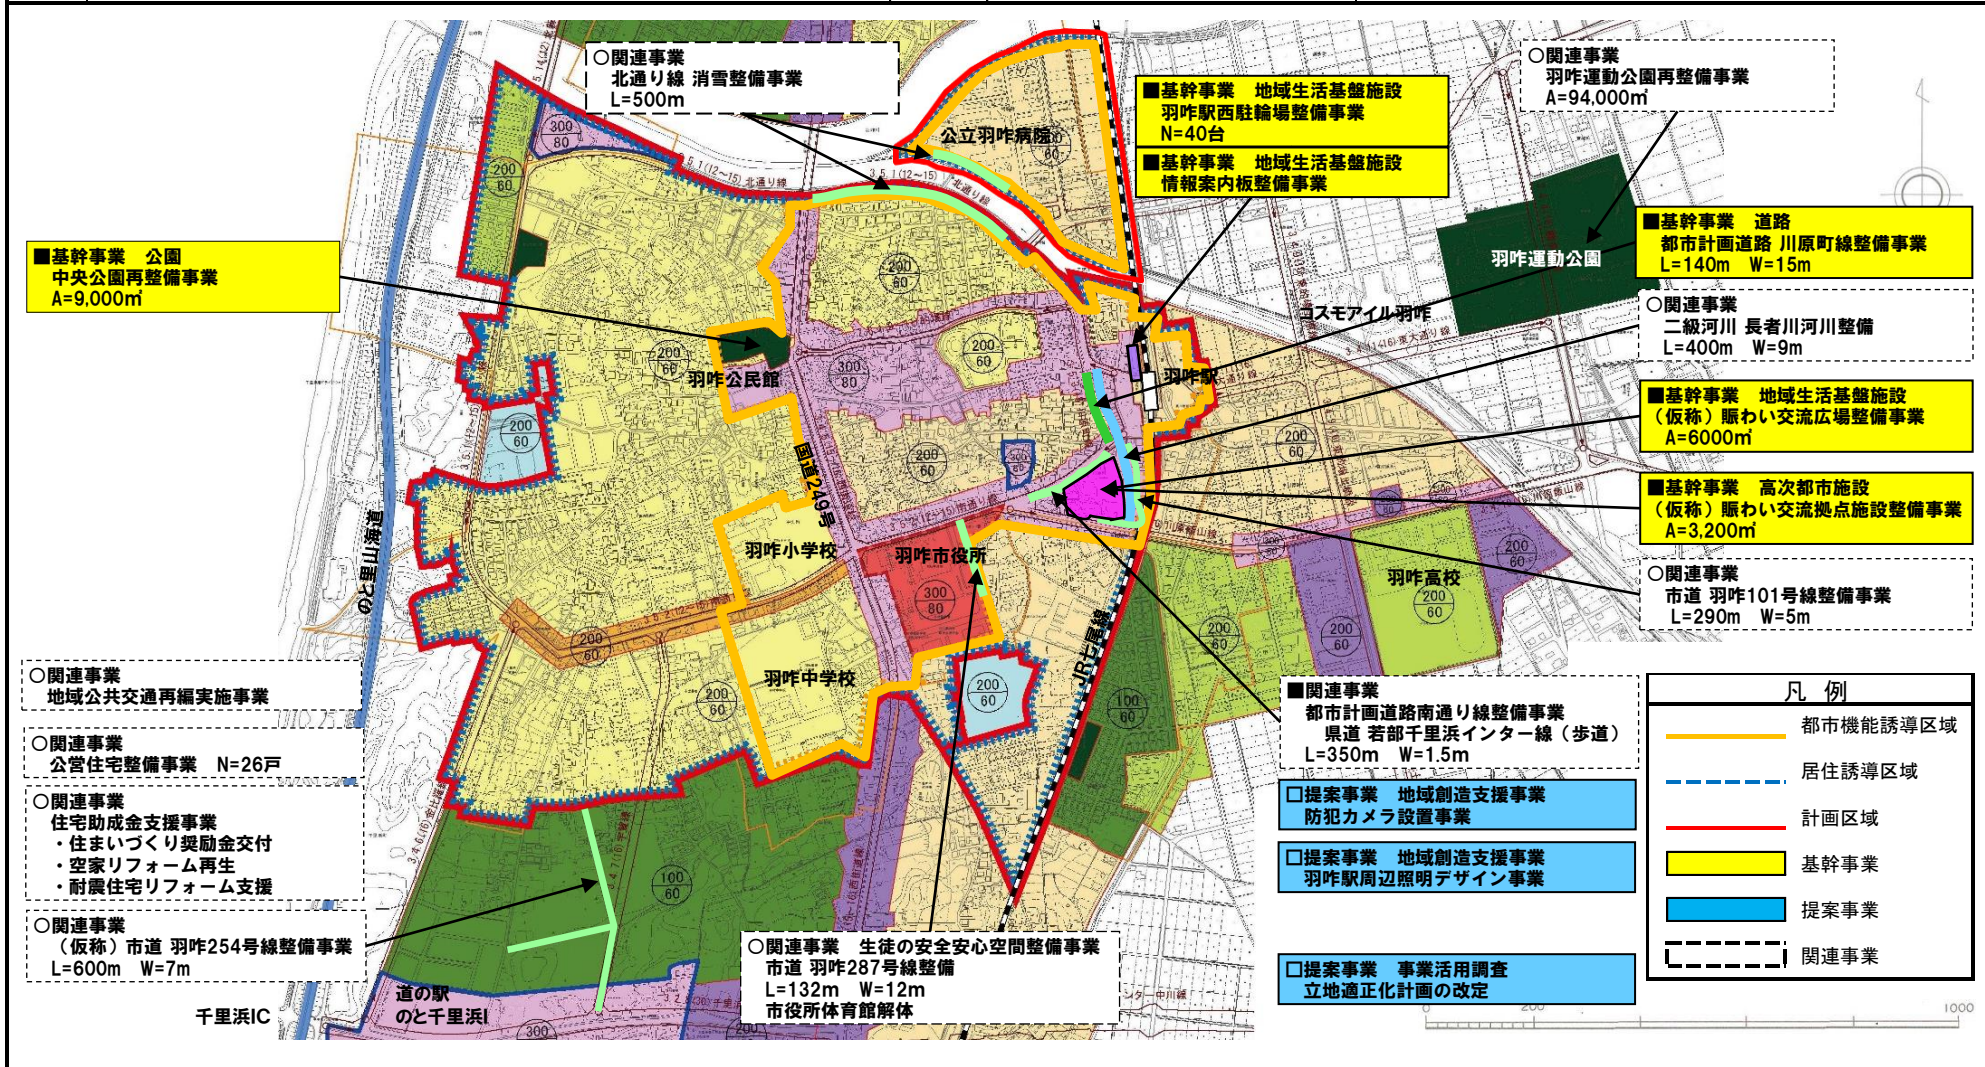 ○関連事業
北通り線 消雪整備事業
L=500m
■基幹事業　地域生活基盤施設
羽咋駅西駐輪場整備事業
N=40台
■基幹事業　地域生活基盤施設
情報案内板整備事業
○関連事業
羽咋運動公園再整備事業
A=94,000㎡
■基幹事業　公園
中央公園再整備事業
A=9,000㎡
■基幹事業　道路
都市計画道路 川原町線整備事業
L=140m　W=15m
○関連事業
二級河川 長者川河川整備
L=400m　W=9m
■基幹事業　地域生活基盤施設
（仮称）賑わい交流広場整備事業
A=6000㎡
■基幹事業　高次都市施設
（仮称）賑わい交流拠点施設整備事業
A=3,200㎡
○関連事業
市道 羽咋101号線整備事業
L=290m　W=5m
公立羽咋病院
羽咋運動公園
コスモアイル羽咋
羽咋駅
羽咋公民館
国道249号
のと里山海道
羽咋小学校
羽咋市役所
羽咋高校
羽咋中学校
JR七尾線
3.5.1(12～15) 北通り線
300
80
200
60
100
60
○関連事業
地域公共交通再編実施事業
○関連事業
公営住宅整備事業　N=26戸
○関連事業
住宅助成金支援事業
・住まいづくり奨励金交付
・空家リフォーム再生
・耐震住宅リフォーム支援
○関連事業
（仮称）市道 羽咋254号線整備事業
L=600m　W=7m
千里浜IC
道の駅
のと千里浜
○関連事業　生徒の安全安心空間整備事業
市道 羽咋287号線整備
L=132m　W=12m
市役所体育館解体
■関連事業
都市計画道路南通り線整備事業
県道 若部千里浜インター線（歩道）
L=350m　W=1.5m
□提案事業　地域創造支援事業
防犯カメラ設置事業
□提案事業　地域創造支援事業
羽咋駅周辺照明デザイン事業
□提案事業　事業活用調査
立地適正化計画の改定
凡 例
都市機能誘導区域
居住誘導区域
計画区域
基幹事業
提案事業
関連事業
0
200
1000